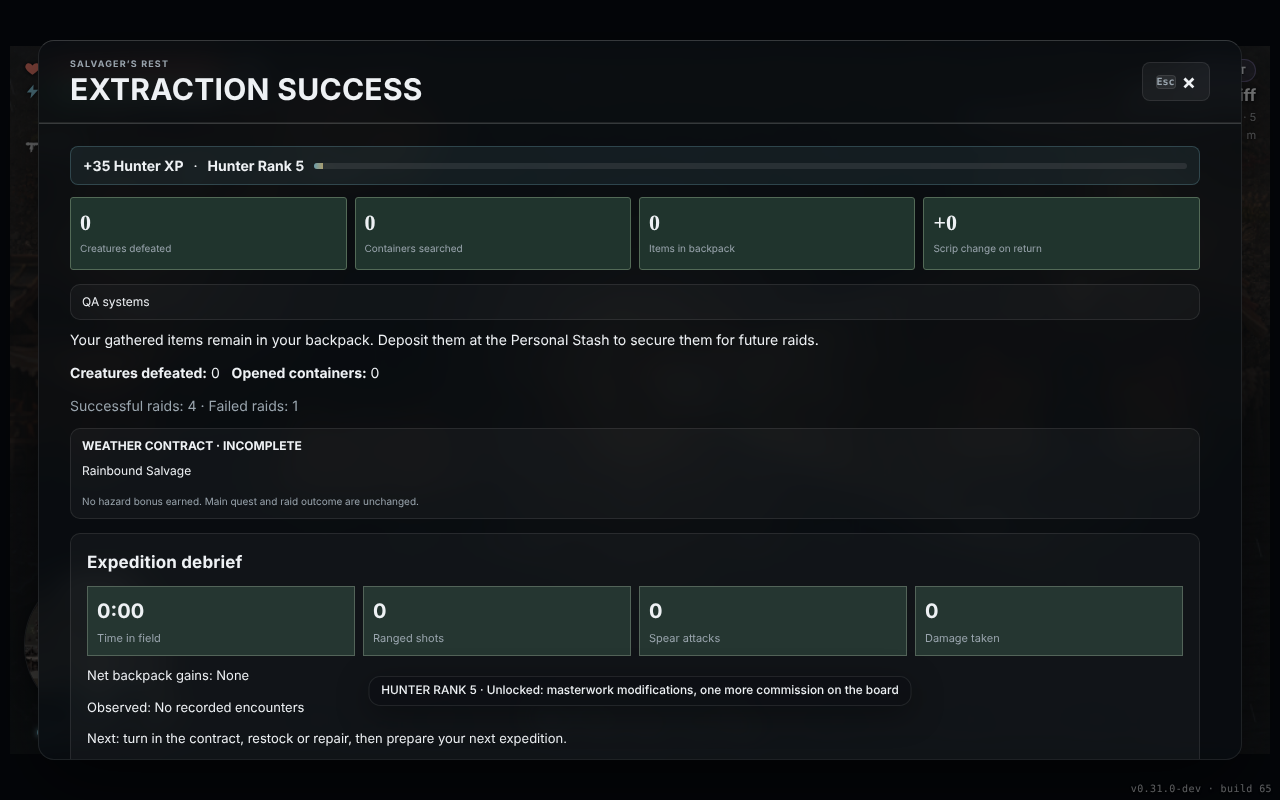 SALVAGER'S REST
EXTRACTION SUCCESS
Esc ×
+35 Hunter XP · Hunter Rank 5
0
Creatures defeated
0
Containers searched
0
Items in backpack
+0
Scrip change on return
QA systems
Your gathered items remain in your backpack. Deposit them at the Personal Stash to secure them for future raids.
Creatures defeated: 0 Opened containers: 0
Successful raids: 4 · Failed raids: 1
WEATHER CONTRACT · INCOMPLETE
Rainbound Salvage
No hazard bonus earned. Main quest and raid outcome are unchanged.
Expedition debrief
0:00
Time in field
0
Ranged shots
0
Spear attacks
0
Damage taken
Net backpack gains: None
HUNTER RANK 5 · Unlocked: masterwork modifications, one more commission on the board
Observed: No recorded encounters
Next: turn in the contract, restock or repair, then prepare your next expedition.
v0.31.0-dev · build 65